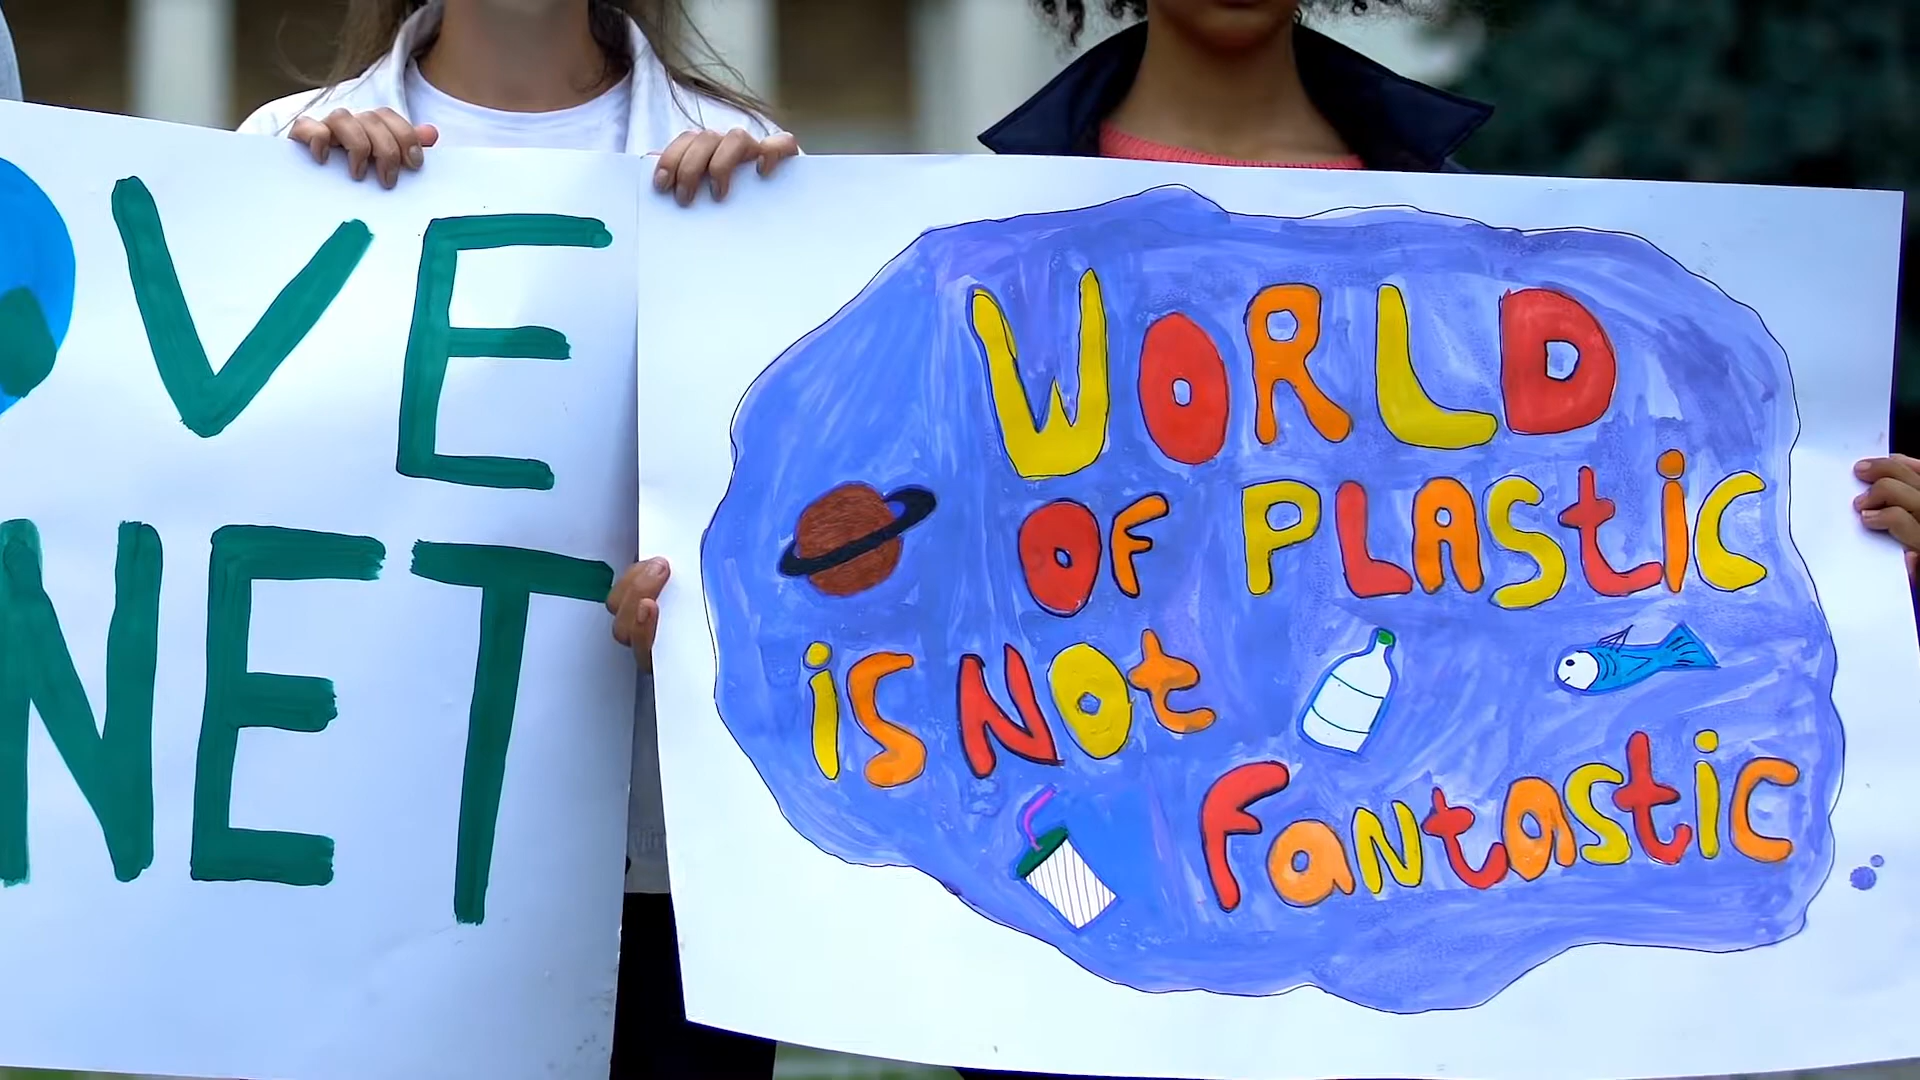 VE
NET
WORLD
OF PLAStiC
iS NOt
FantaStiC